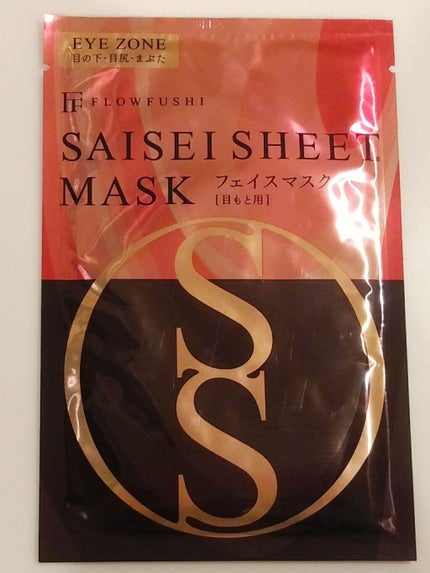 EYE ZONE
目の下・目尻・まぶた
FF FLOWFUSHI
SAISEI SHEET
MASK フェイスマスク
[目もと用]
S
S